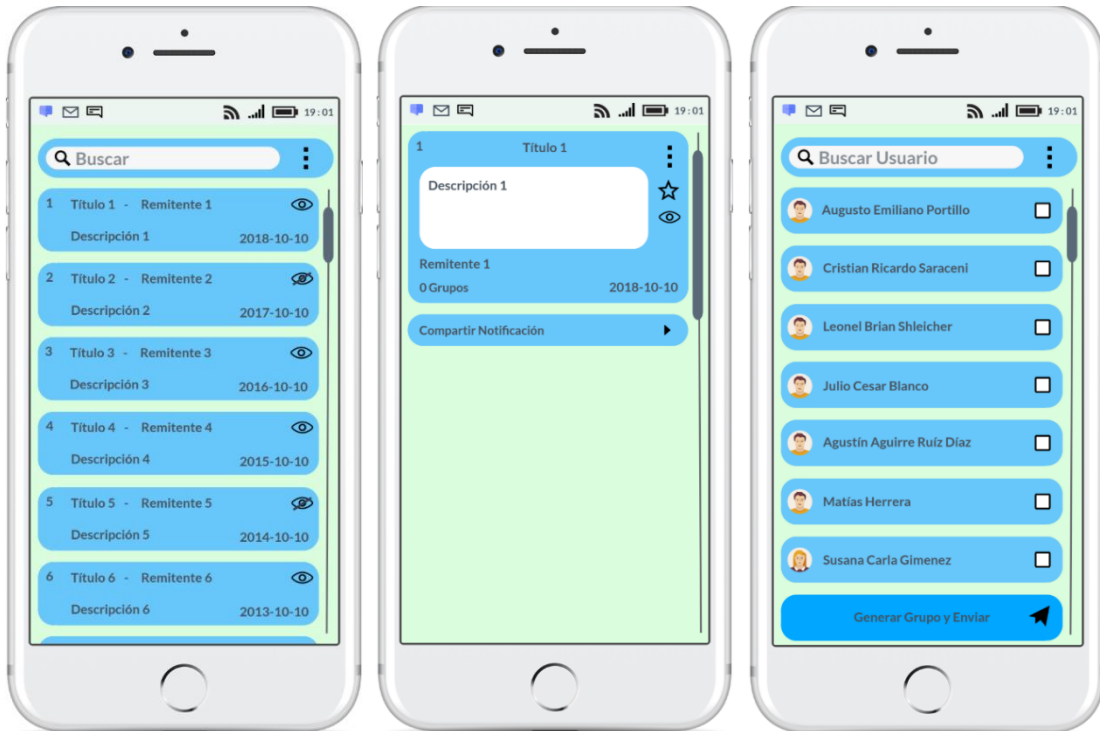 19:01
Buscar
1 Título 1 - Remitente 1
Descripción 1 2018-10-10
2 Título 2 - Remitente 2
Descripción 2 2017-10-10
3 Título 3 - Remitente 3
Descripción 3 2016-10-10
4 Título 4 - Remitente 4
Descripción 4 2015-10-10
5 Título 5 - Remitente 5
Descripción 5 2014-10-10
6 Título 6 - Remitente 6
Descripción 6 2013-10-10
19:01
1 Título 1
Descripción 1
Remitente 1
0 Grupos 2018-10-10
Compartir Notificación
19:01
Buscar Usuario
Augusto Emiliano Portillo
Cristian Ricardo Saraceni
Leonel Brian Shleicher
Julio Cesar Blanco
Agustín Aguirre Ruíz Díaz
Matías Herrera
Susana Carla Gimenez
Generar Grupo y Enviar